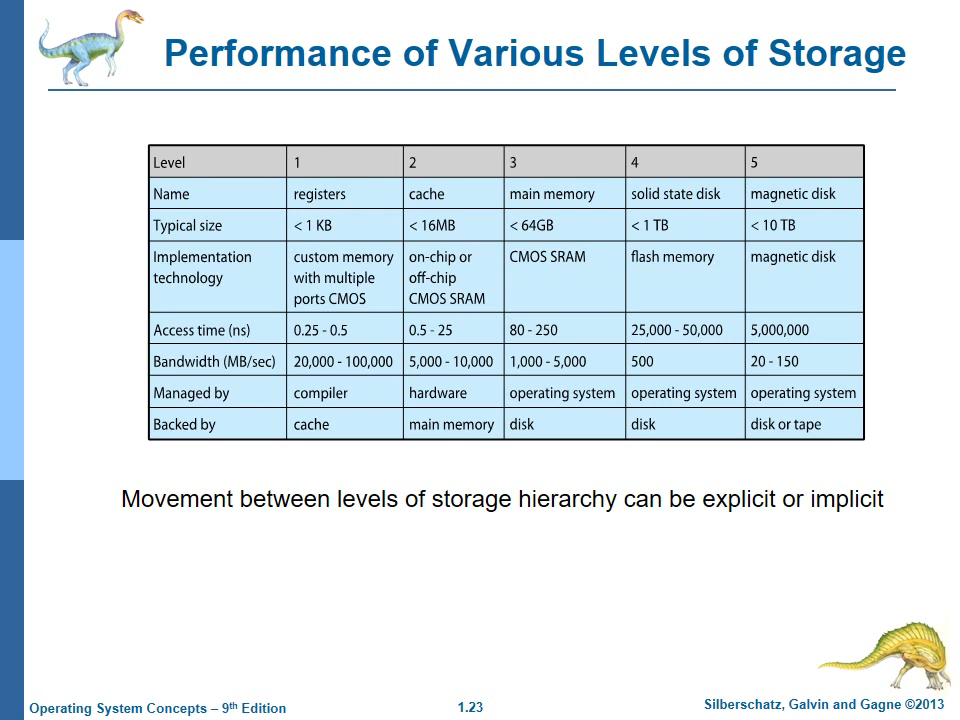 Performance of Various Levels of Storage
Level 1 2 3 4 5
Name registers cache main memory solid state disk magnetic disk
Typical size < 1 KB < 16MB < 64GB < 1 TB < 10 TB
Implementation custom memory on-chip or CMOS SRAM flash memory magnetic disk
technology with multiple off-chip
ports CMOS CMOS SRAM
Access time (ns) 0.25 - 0.5 0.5 - 25 80 - 250 25,000 - 50,000 5,000,000
Bandwidth (MB/sec) 20,000 - 100,000 5,000 - 10,000 1,000 - 5,000 500 20 - 150
Managed by compiler hardware operating system operating system operating system
Backed by cache main memory disk disk disk or tape
Movement between levels of storage hierarchy can be explicit or implicit
Operating System Concepts – 9th Edition 1.23 Silberschatz, Galvin and Gagne ©2013